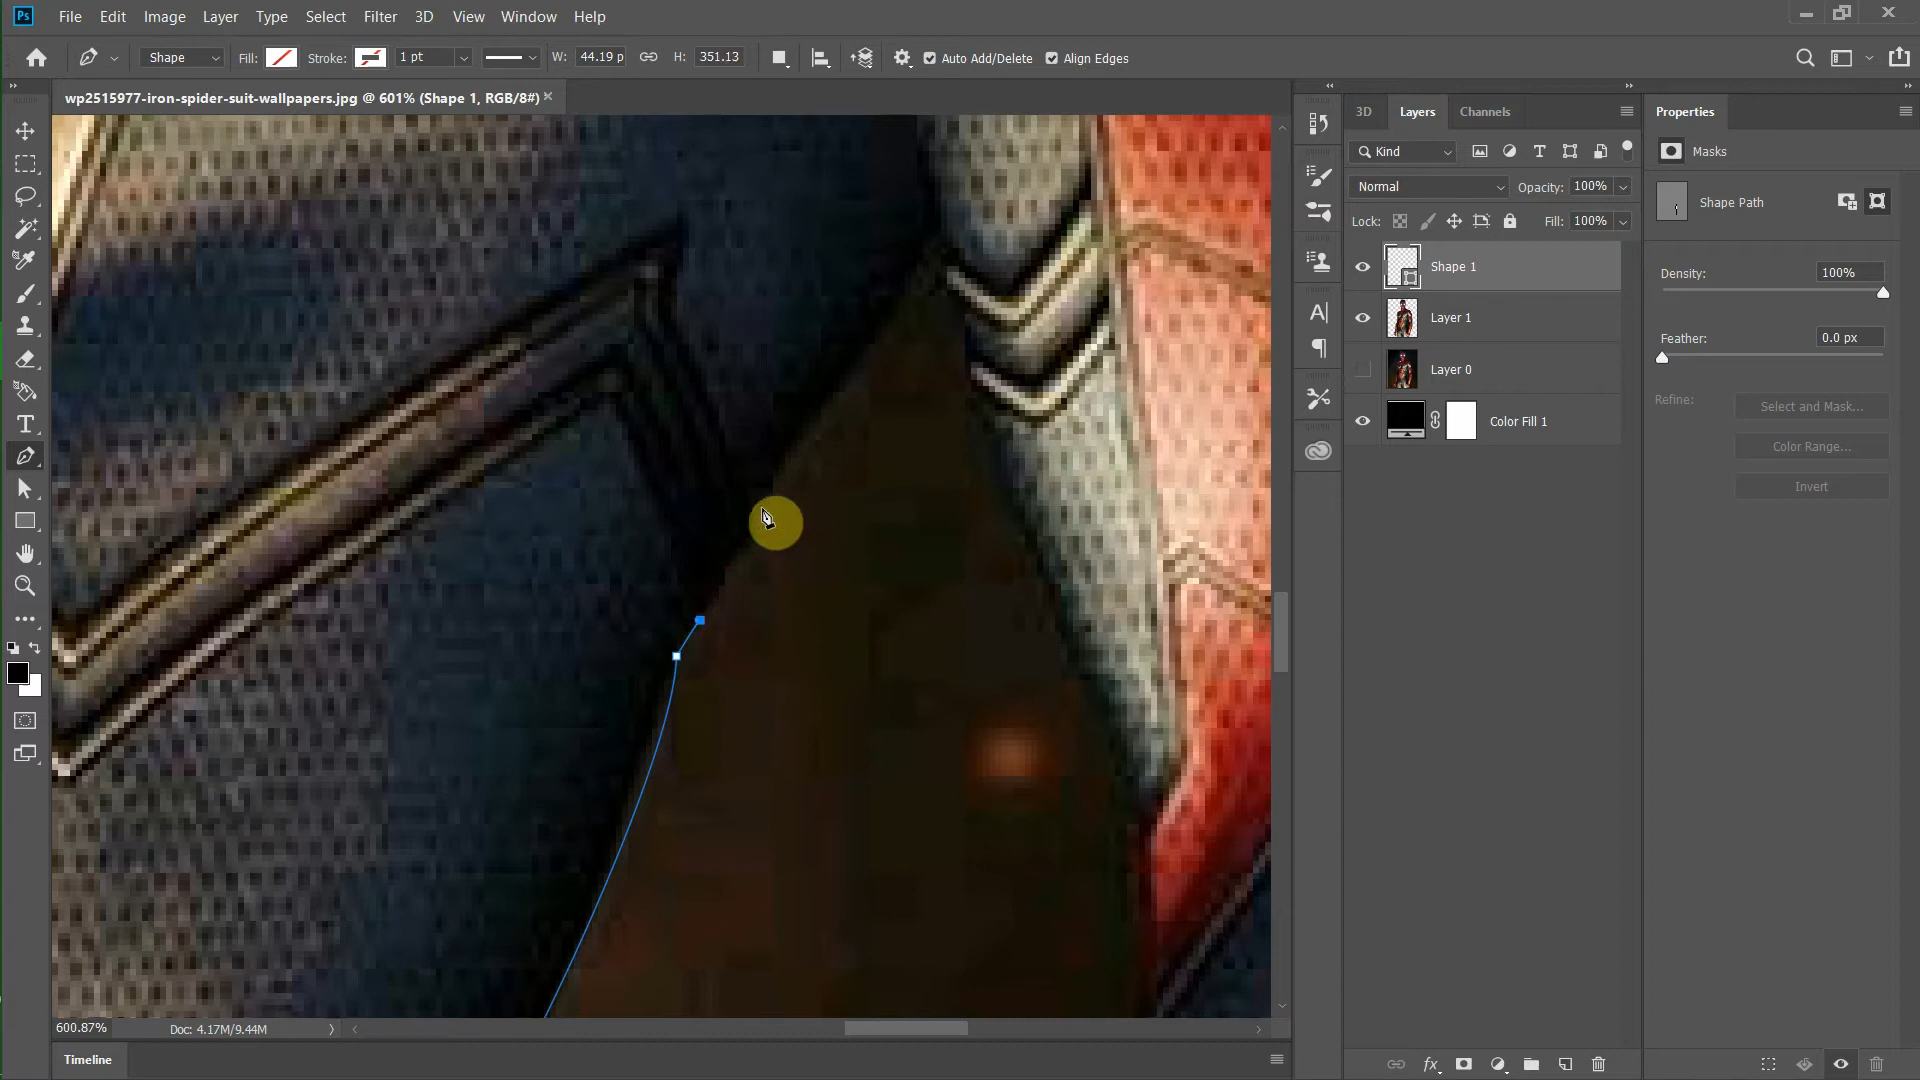 Ps File Edit Image Layer Type Select Filter 3D View Window Help
Shape Fill: Stroke: 1 pt W: 44.19 p H: 351.13 Auto Add/Delete Align Edges
wp2515977-iron-spider-suit-wallpapers.jpg @ 601% (Shape 1, RGB/8#)
3D Layers Channels
Kind
Normal Opacity: 100%
Lock: Fill: 100%
Shape 1
Layer 1
Layer 0
Color Fill 1
Properties
Masks
Shape Path
Density: 100%
Feather: 0.0 px
Refine: Select and Mask...
Color Range...
Invert
600.87% Doc: 4.17M/9.44M
Timeline